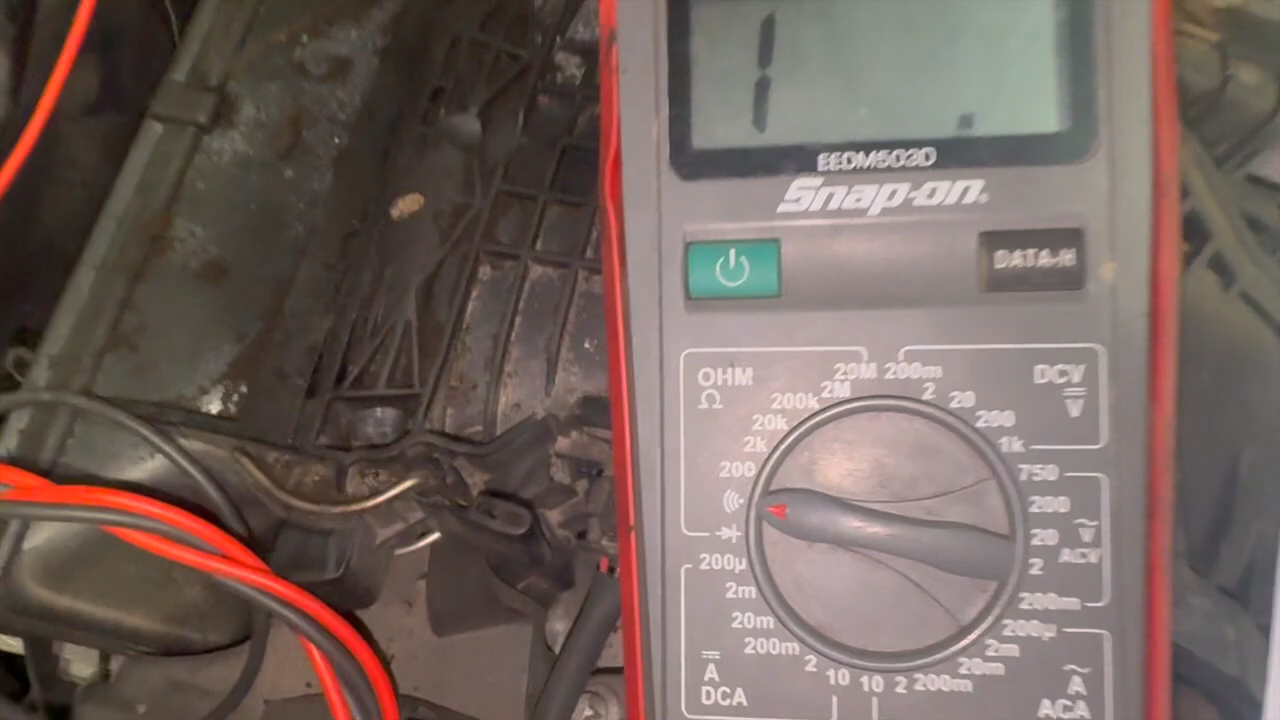 1 .
EEDM503D
Snap-on.
DATA-H
OHM
Ω
200
2k
20k
200k
2M
20M
200m
2
20
200
1k
DCV
V
750
200
20
2
200m
ACV
V
200µ
2m
20m
200m
2
10
A
DCA
10
2
200m
20m
2m
200µ
A
ACA